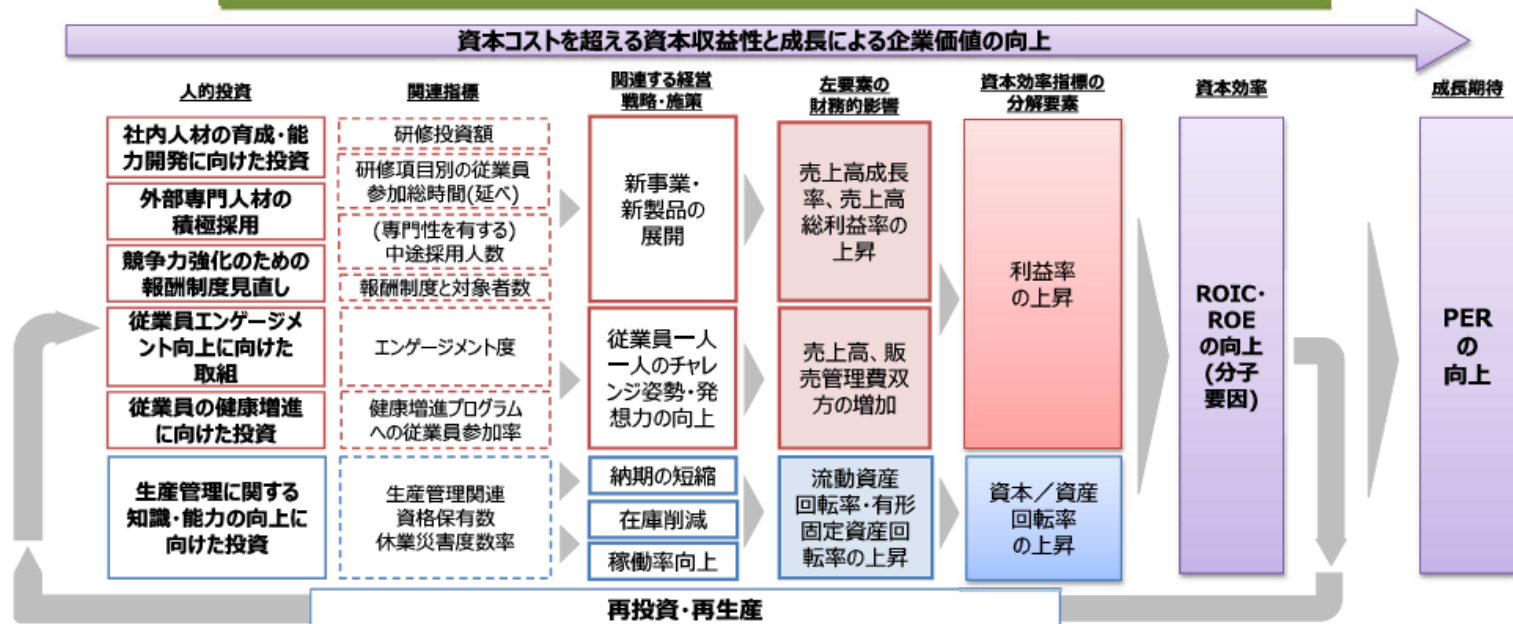 資本コストを超える資本収益性と成長による企業価値の向上
人的投資
関連指標
関連する経営
戦略・施策
左要素の
財務的影響
資本効率指標の
分解要素
資本効率
成長期待
社内人材の育成・能
力開発に向けた投資
外部専門人材の
積極採用
競争力強化のための
報酬制度見直し
従業員エンゲージメ
ント向上に向けた
取組
従業員の健康増進
に向けた投資
生産管理に関する
知識・能力の向上に
向けた投資
研修投資額
研修項目別の従業員
参加総時間(延べ)
(専門性を有する)
中途採用人数
報酬制度と対象者数
エンゲージメント度
健康増進プログラム
への従業員参加率
生産管理関連
資格保有数
休業災害度数率
新事業・
新製品の
展開
従業員一人
一人のチャレ
ンジ姿勢・発
想力の向上
納期の短縮
在庫削減
稼働率向上
売上高成長
率、売上高
総利益率の
上昇
売上高、販
売管理費双
方の増加
流動資産
回転率・有形
固定資産回
転率の上昇
利益率
の上昇
資本／資産
回転率
の上昇
ROIC・
ROE
の向上
(分子
要因)
PER
の
向上
再投資・再生産